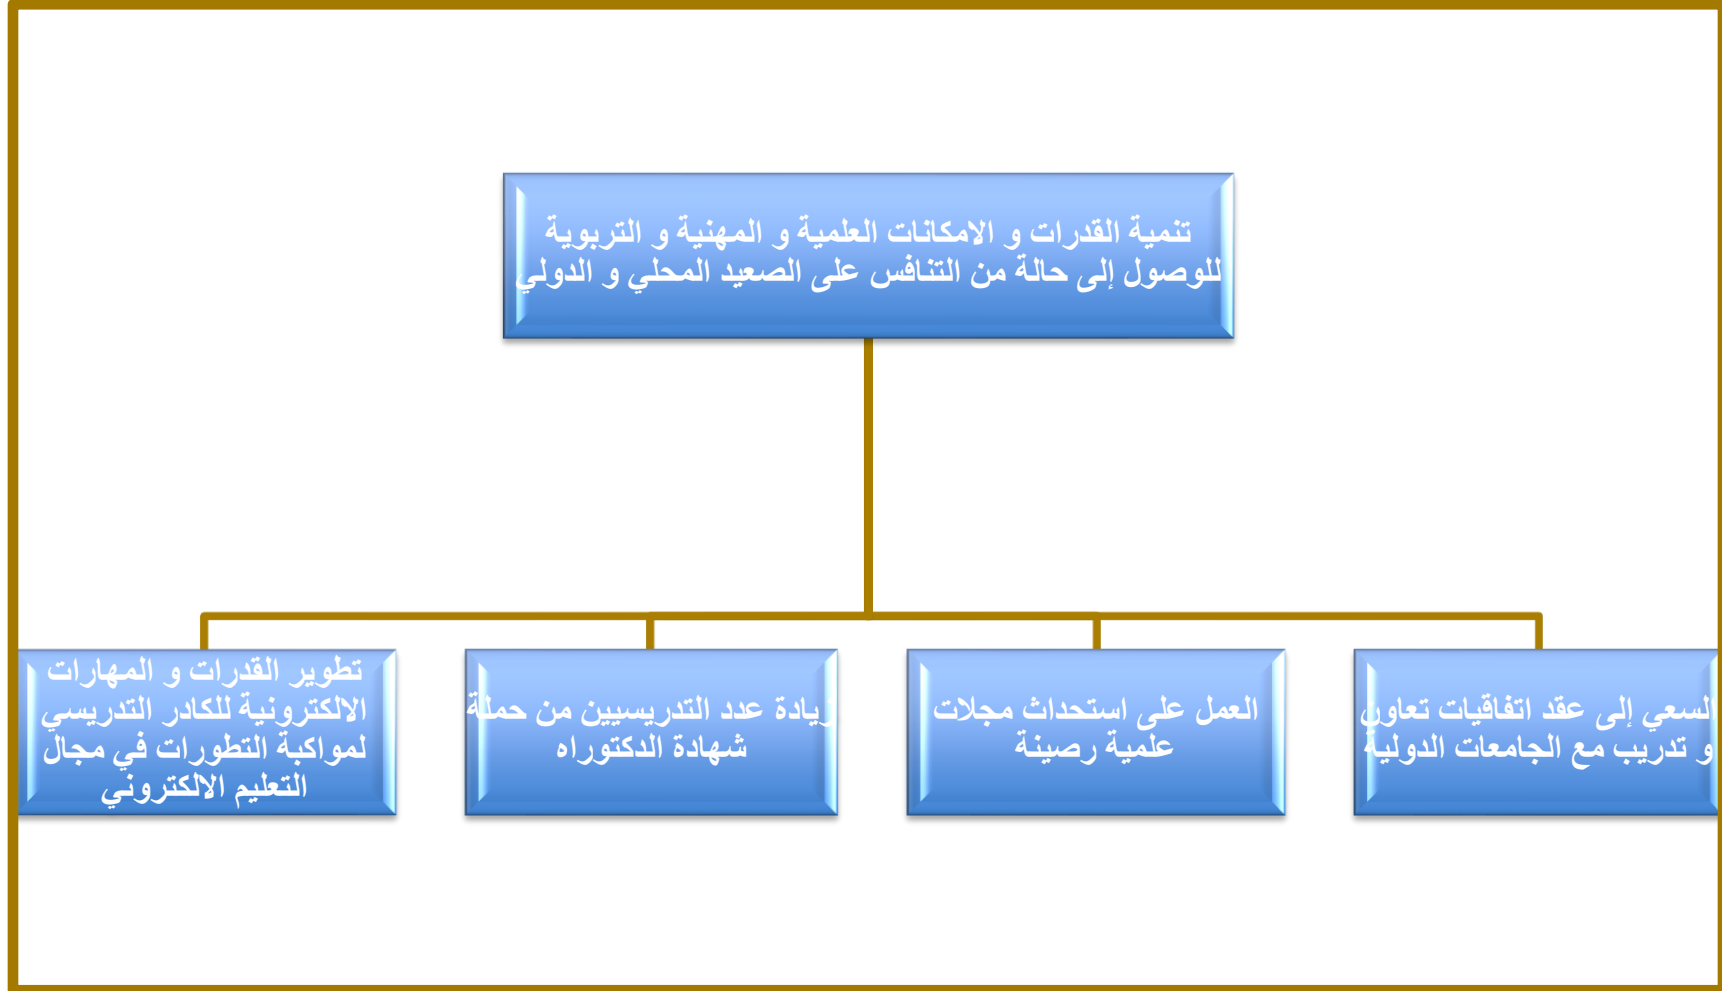 تنمية القدرات و الامكانات العلمية و المهنية و التربوية
للوصول إلى حالة من التنافس على الصعيد المحلي و الدولي
السعي إلى عقد اتفاقيات تعاون
و تدريب مع الجامعات الدولية
العمل على استحداث مجلات
علمية رصينة
زيادة عدد التدريسيين من حملة
شهادة الدكتوراه
تطوير القدرات و المهارات
الالكترونية للكادر التدريسي
لمواكبة التطورات في مجال
التعليم الالكتروني